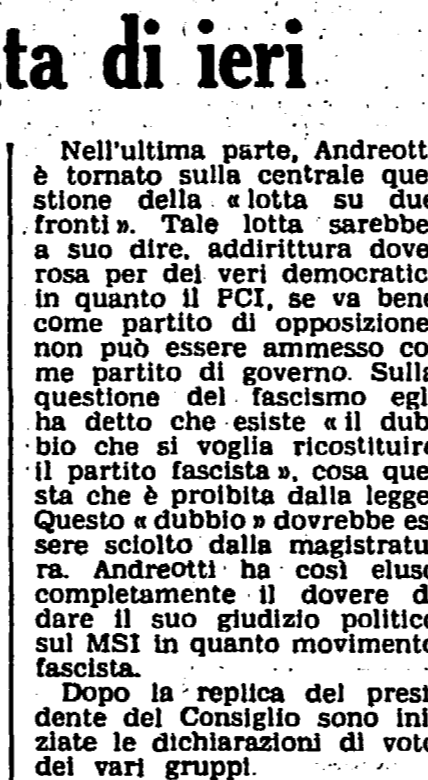 ta di ieri
Nell'ultima parte, Andreott
è tornato sulla centrale que
stione della «lotta su due
fronti». Tale lotta sarebbe
a suo dire, addirittura dove
rosa per dei veri democratic
in quanto il PCI, se va bene
come partito di opposizione
non può essere ammesso co
me partito di governo. Sulla
questione del fascismo egl
ha detto che esiste «il dub
bio che si voglia ricostituire
il partito fascista», cosa que
sta che è proibita dalla legge
Questo «dubbio» dovrebbe es
sere sciolto dalla magistratu
ra. Andreotti ha così eluso
completamente il dovere d
dare il suo giudizio politico
sul MSI in quanto movimento
fascista.
Dopo la replica del presi
dente del Consiglio sono ini
ziate le dichiarazioni di voto
dei vari gruppi.